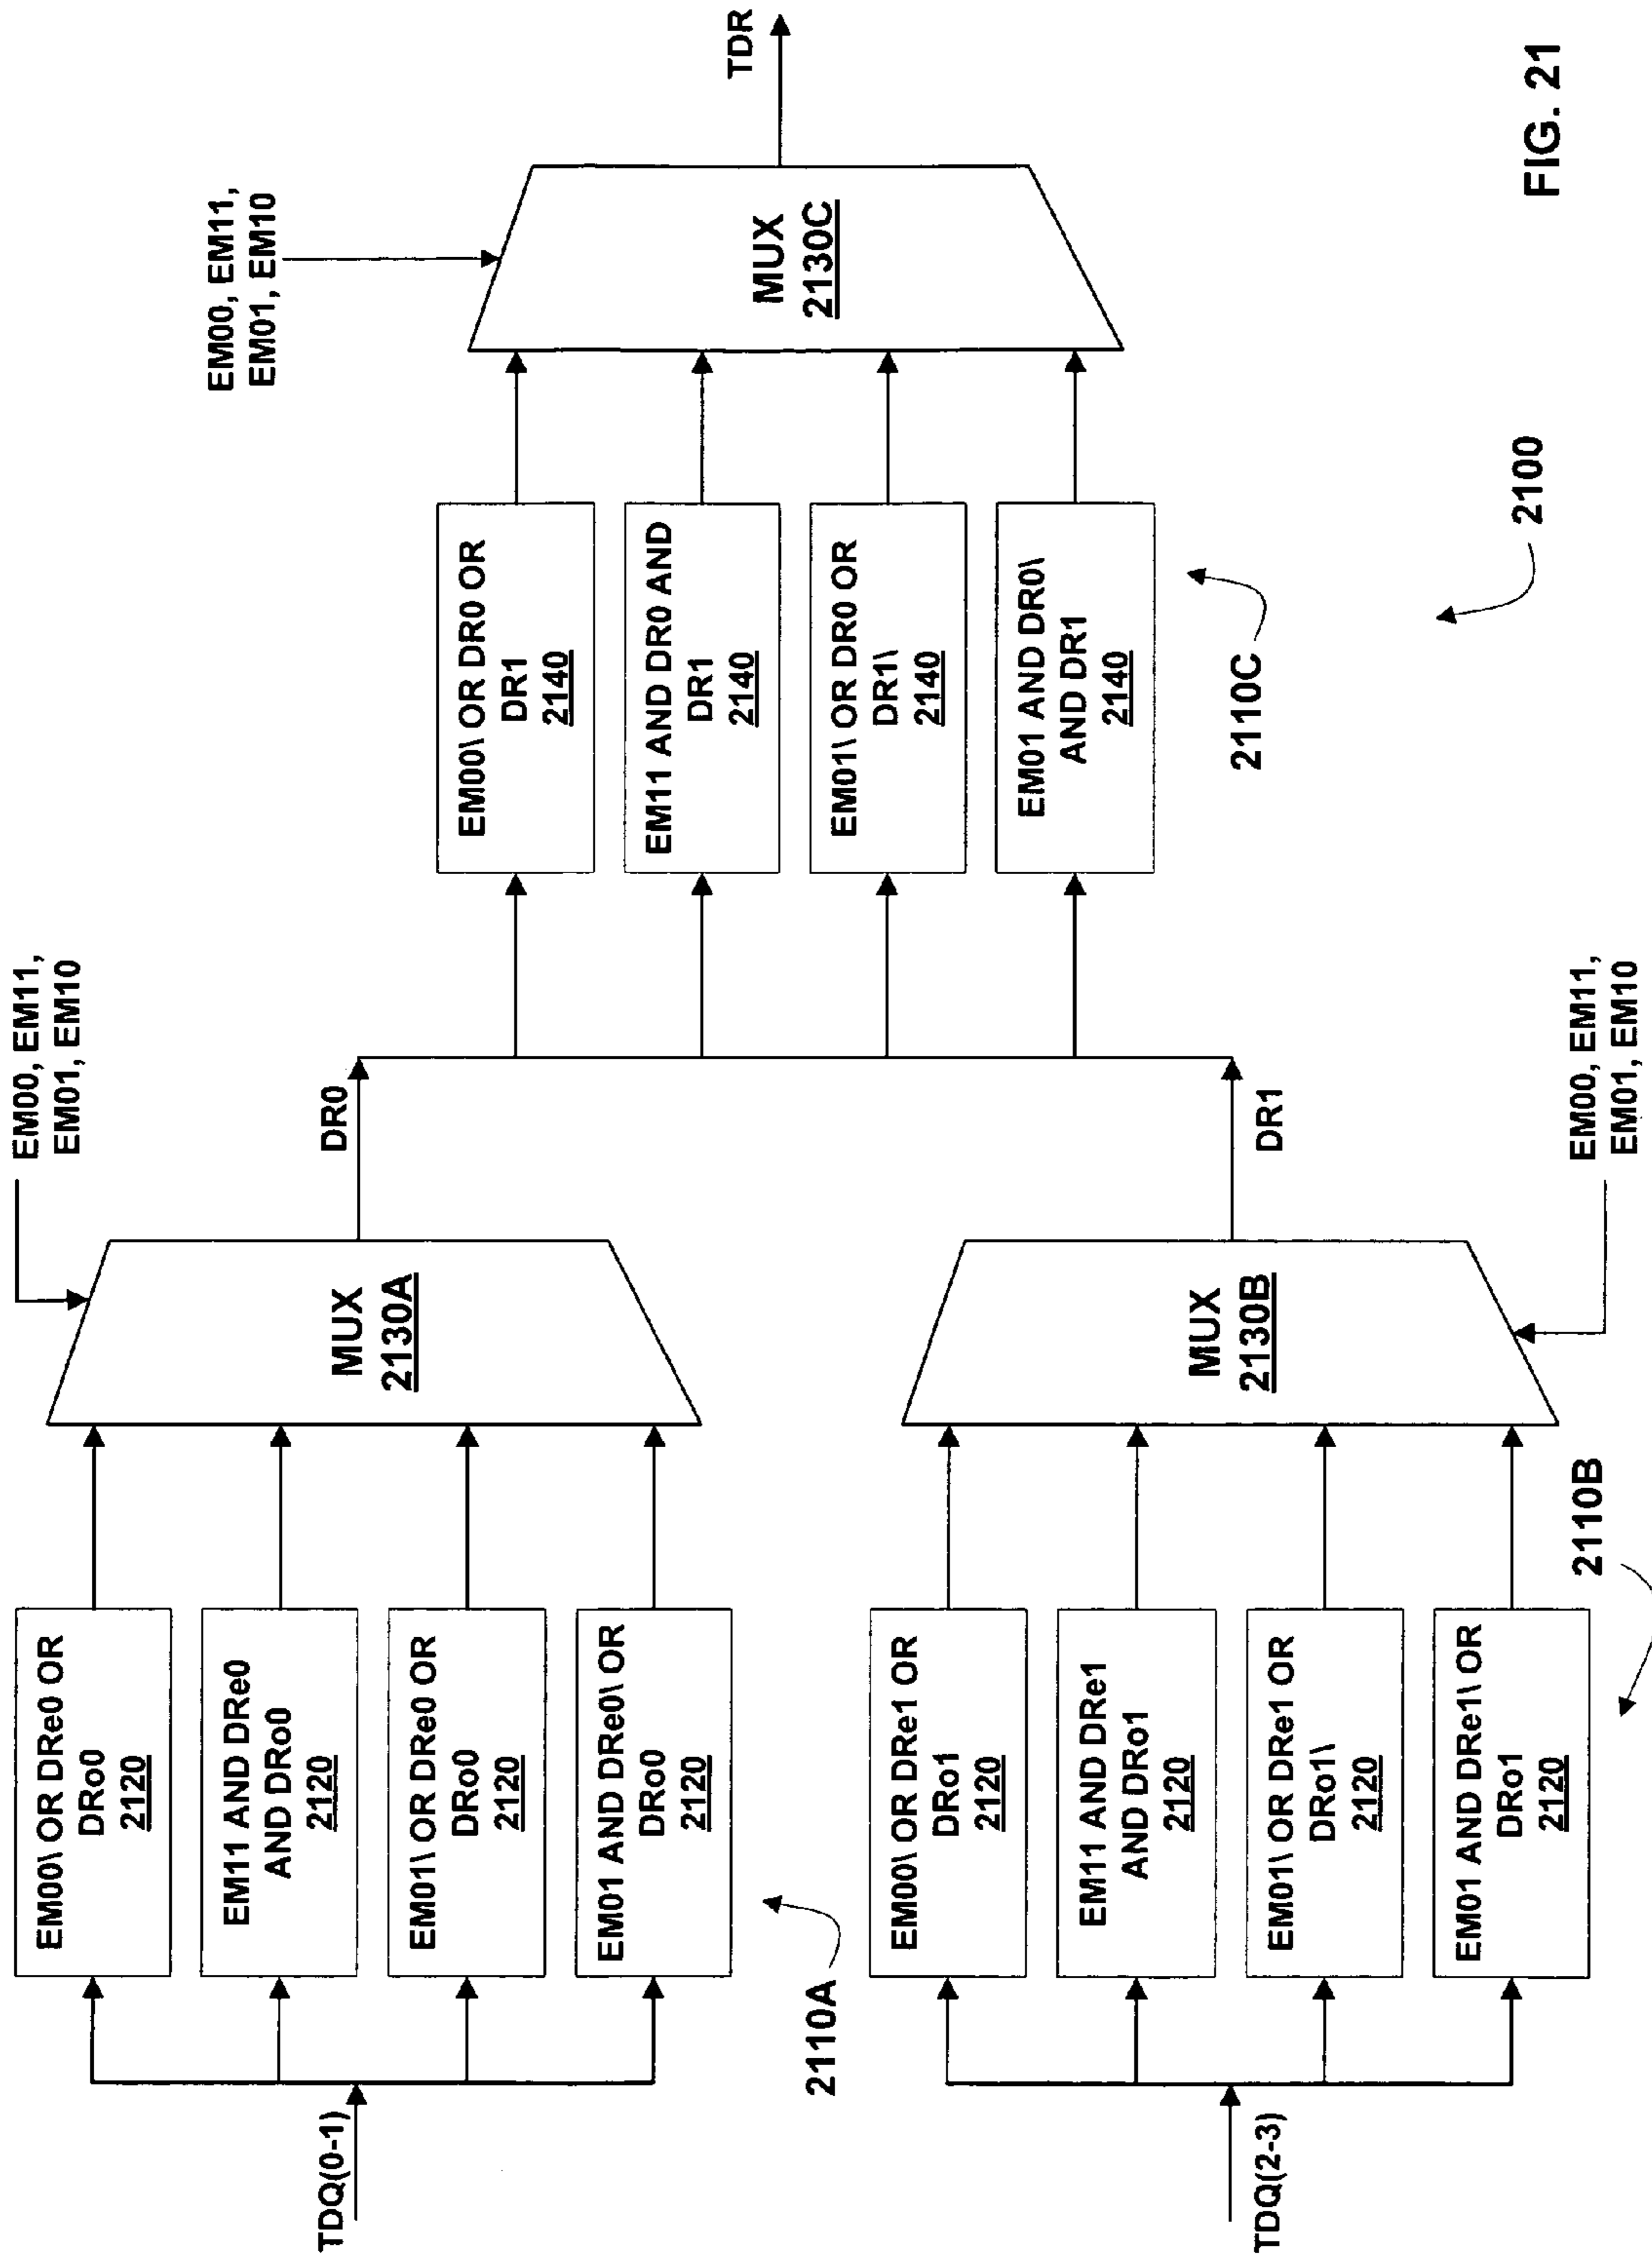 TDQ(0-1)
EM00\ OR DRe0 OR
DRo0
2120
EM11 AND DRe0
AND DRo0
2120
EM01\ OR DRe0 OR
DRo0
2120
EM01 AND DRe0\ OR
DRo0
2120
2110A
MUX
2130A
EM00, EM11,
EM01, EM10
DR0
TDQ(2-3)
EM00\ OR DRe1 OR
DRo1
2120
EM11 AND DRe1
AND DRo1
2120
EM01\ OR DRe1 OR
DRo1\
2120
EM01 AND DRe1\ OR
DRo1
2120
2110B
MUX
2130B
EM00, EM11,
EM01, EM10
DR1
EM00\ OR DR0 OR
DR1
2140
EM11 AND DR0 AND
DR1
2140
EM01\ OR DR0 OR
DR1\
2140
EM01 AND DR0\
AND DR1
2140
2110C
EM00, EM11,
EM01, EM10
MUX
2130C
TDR
2100
FIG. 21